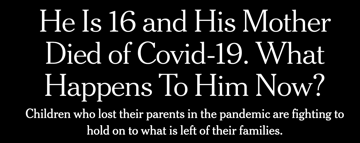 He Is 16 and His Mother
Died of Covid-19. What
Happens To Him Now?
Children who lost their parents in the pandemic are fighting to
hold on to what is left of their families.